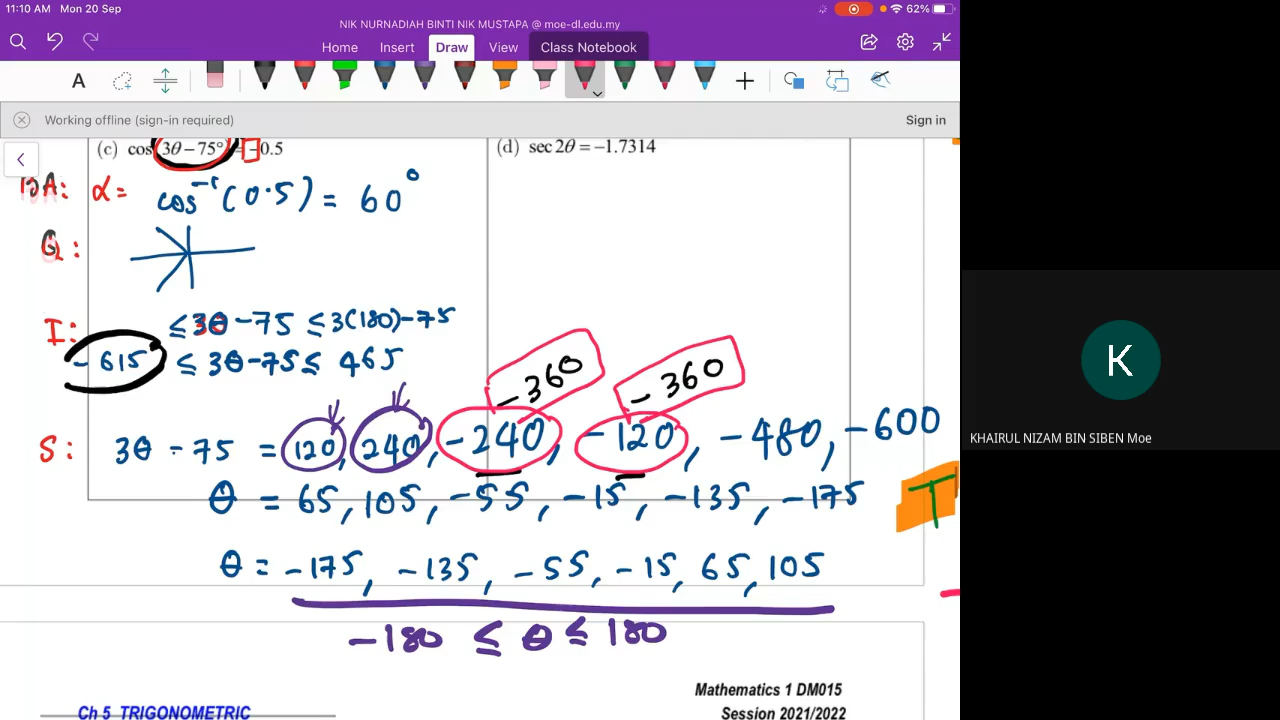 11:10 AM Mon 20 Sep
62%
NIK NURNADIAH BINTI NIK MUSTAPA @ moe-dl.edu.my
Home Insert Draw View Class Notebook
A
Working offline (sign-in required) Sign in
(c) cos(3θ – 75°) = –0.5
(d) sec 2θ = –1.7314
α = cos⁻¹(0.5) = 60°
Q:
I: ≤ 3θ - 75 ≤ 3(180) - 75
- 615 ≤ 3θ - 75 ≤ 465
- 360 - 360
S: 3θ - 75 = 120, 240, -240, -120, -480, -600
θ = 65, 105, -55, -15, -135, -175
T
θ = -175, -135, -55, -15, 65, 105
-180 ≤ θ ≤ 180
Mathematics 1 DM015
Ch 5 TRIGONOMETRIC
Session 2021/2022
K
KHAIRUL NIZAM BIN SIBEN Moe